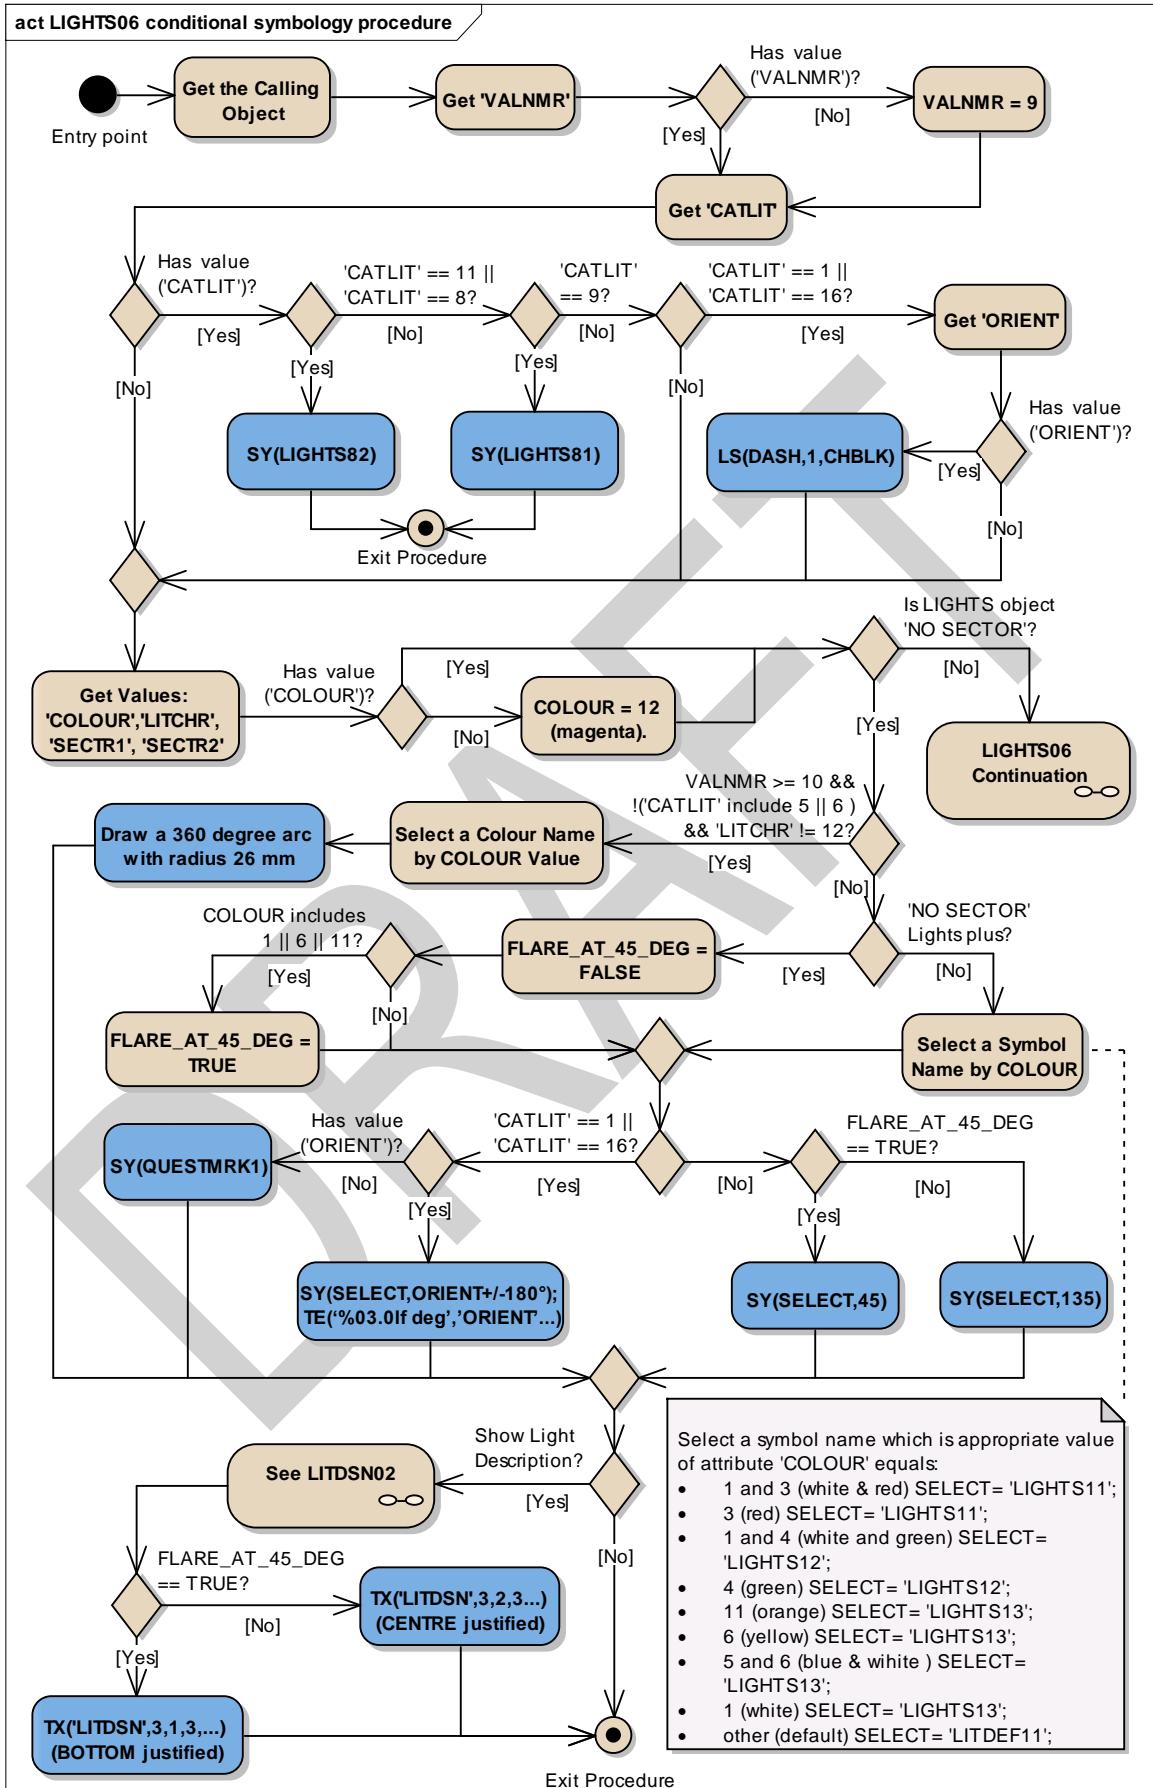 act LIGHTS06 conditional symbology procedure
Entry point
Get the Calling
Object
Get 'VALNMR'
Has value
('VALNMR')?
[No]
[Yes]
VALNMR = 9
Get 'CATLIT'
Has value
('CATLIT')?
[Yes]
[No]
'CATLIT' == 11 ||
'CATLIT' == 8?
[No]
[Yes]
'CATLIT'
== 9?
[No]
[Yes]
'CATLIT' == 1 ||
'CATLIT' == 16?
[Yes]
[No]
Get 'ORIENT'
Has value
('ORIENT')?
[Yes]
[No]
SY(LIGHTS82)
SY(LIGHTS81)
LS(DASH,1,CHBLK)
Exit Procedure
Get Values:
'COLOUR','LITCHR',
'SECTR1', 'SECTR2'
Has value
('COLOUR')?
[Yes]
[No]
COLOUR = 12
(magenta).
Is LIGHTS object
'NO SECTOR'?
[No]
[Yes]
LIGHTS06
Continuation
VALNMR >= 10 &&
!('CATLIT' include 5 || 6 )
&& 'LITCHR' != 12?
[Yes]
[No]
Select a Colour Name
by COLOUR Value
Draw a 360 degree arc
with radius 26 mm
'NO SECTOR'
Lights plus?
[Yes]
[No]
FLARE_AT_45_DEG =
FALSE
COLOUR includes
1 || 6 || 11?
[Yes]
[No]
FLARE_AT_45_DEG =
TRUE
Select a Symbol
Name by COLOUR
'CATLIT' == 1 ||
'CATLIT' == 16?
[Yes]
[No]
Has value
('ORIENT')?
[No]
[Yes]
SY(QUESTMRK1)
FLARE_AT_45_DEG
== TRUE?
[No]
[Yes]
SY(SELECT,ORIENT+/-180°);
TE('%03.0lf deg','ORIENT'...)
SY(SELECT,45)
SY(SELECT,135)
Show Light
Description?
[Yes]
[No]
See LITDSN02
FLARE_AT_45_DEG
== TRUE?
[No]
[Yes]
TX('LITDSN',3,2,3...)
(CENTRE justified)
TX('LITDSN',3,1,3,...)
(BOTTOM justified)
Exit Procedure
Select a symbol name which is appropriate value
of attribute 'COLOUR' equals:
• 1 and 3 (white & red) SELECT= 'LIGHTS11';
• 3 (red) SELECT= 'LIGHTS11';
• 1 and 4 (white and green) SELECT=
'LIGHTS12';
• 4 (green) SELECT= 'LIGHTS12';
• 11 (orange) SELECT= 'LIGHTS13';
• 6 (yellow) SELECT= 'LIGHTS13';
• 5 and 6 (blue & wihite ) SELECT=
'LIGHTS13';
• 1 (white) SELECT= 'LIGHTS13';
• other (default) SELECT= 'LITDEF11';
DRAFT